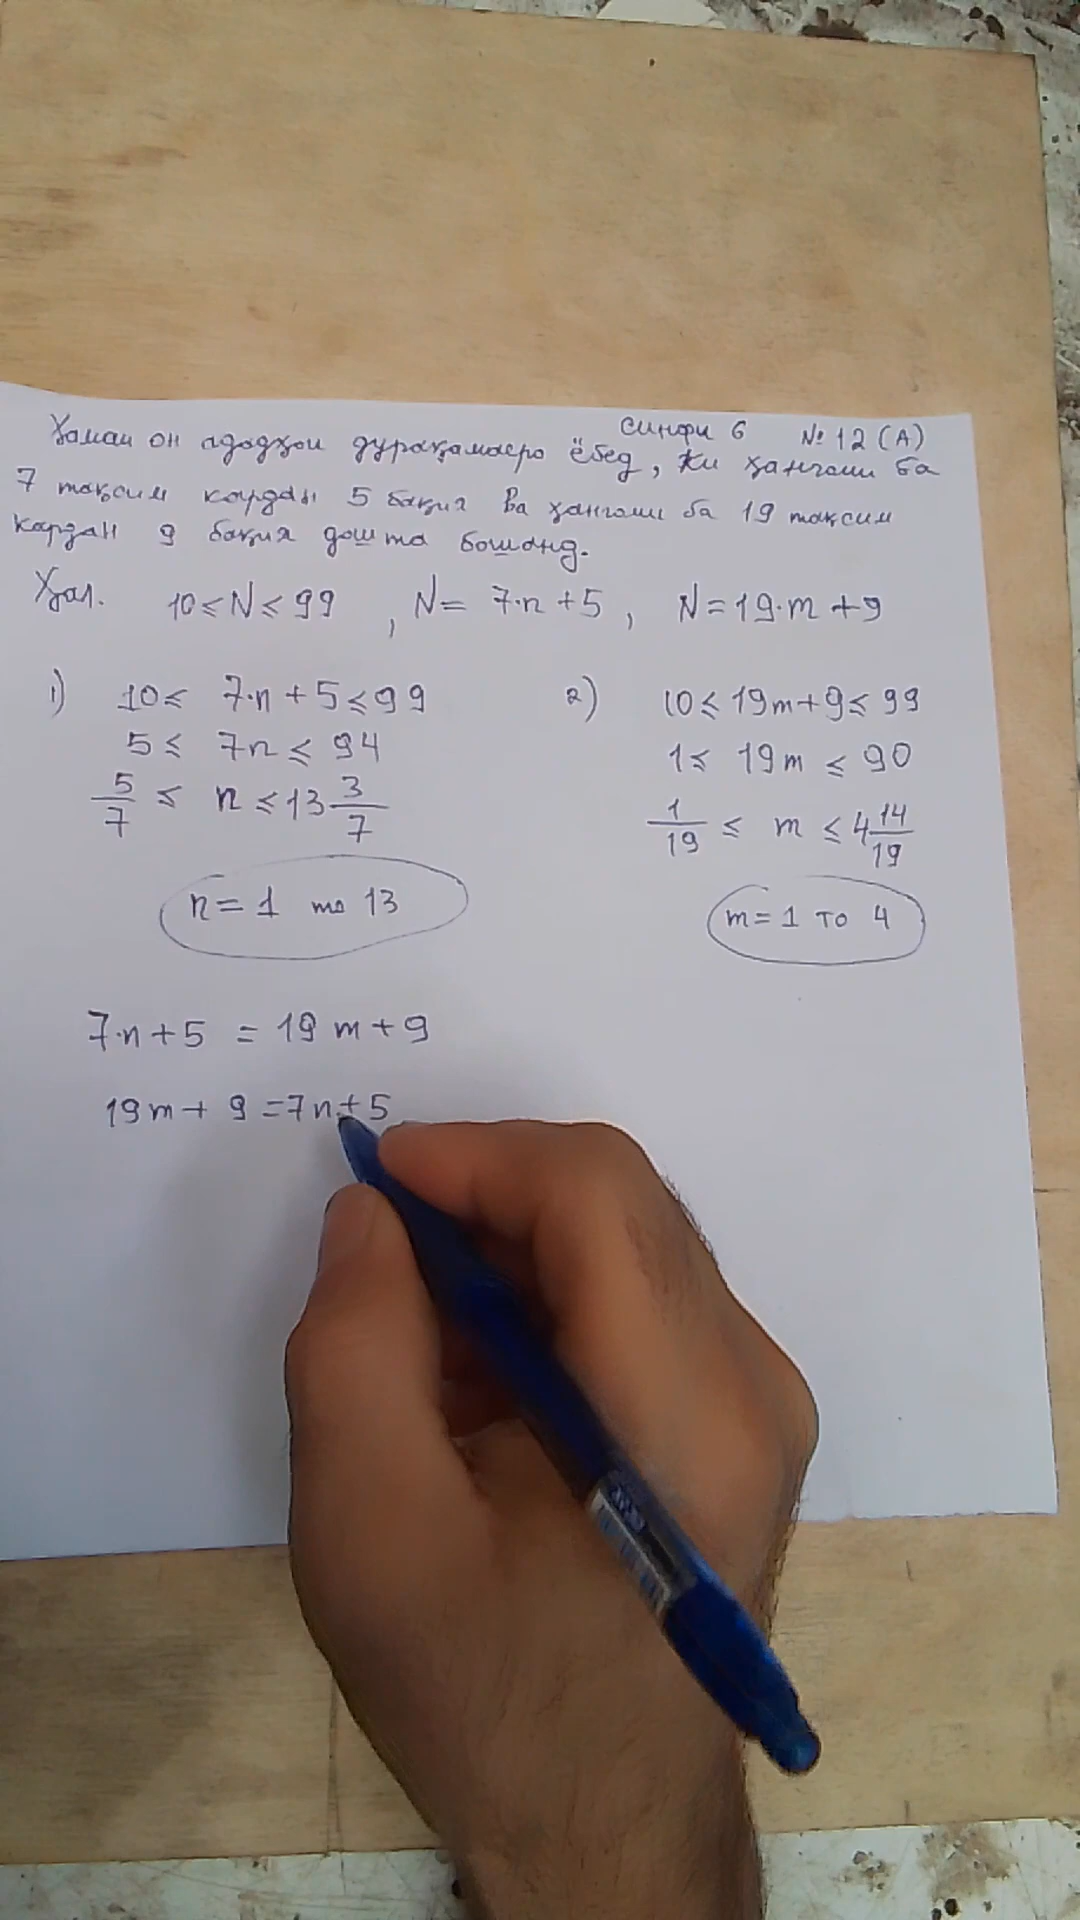 синфи 6 № 12 (А)
Ҳамаи он ададҳои дурақамаеро ёбед, ки ҳангоми ба
7 тақсим кардан 5 бақия ва ҳангоми ба 19 тақсим
кардан 9 бақия дошта бошанд.
Ҳал. 10 ≤ N ≤ 99 , N = 7·n + 5 , N = 19·m + 9
1) 10 ≤ 7·n + 5 ≤ 99 2) 10 ≤ 19m + 9 ≤ 99
5 ≤ 7n ≤ 94 1 ≤ 19m ≤ 90
5/7 ≤ n ≤ 13 3/7 1/19 ≤ m ≤ 4 14/19
n = 1 то 13 m = 1 то 4
7·n + 5 = 19m + 9
19m + 9 = 7n + 5